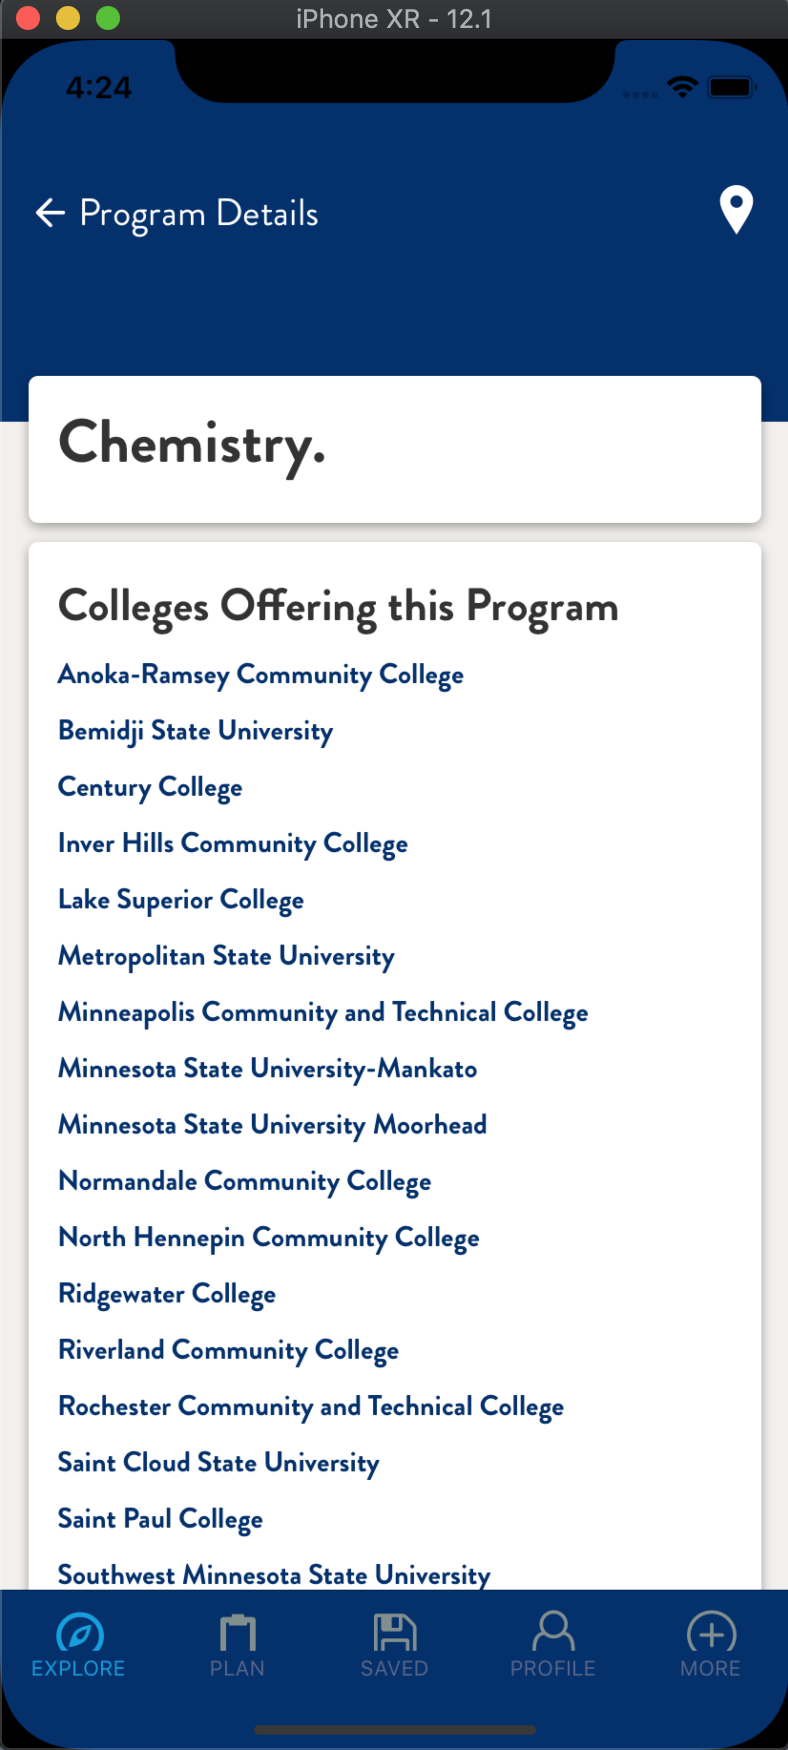 iPhone XR - 12.1
4:24
Program Details
Chemistry.
Colleges Offering this Program
Anoka-Ramsey Community College
Bemidji State University
Century College
Inver Hills Community College
Lake Superior College
Metropolitan State University
Minneapolis Community and Technical College
Minnesota State University-Mankato
Minnesota State University Moorhead
Normandale Community College
North Hennepin Community College
Ridgewater College
Riverland Community College
Rochester Community and Technical College
Saint Cloud State University
Saint Paul College
Southwest Minnesota State University
EXPLORE PLAN SAVED PROFILE MORE